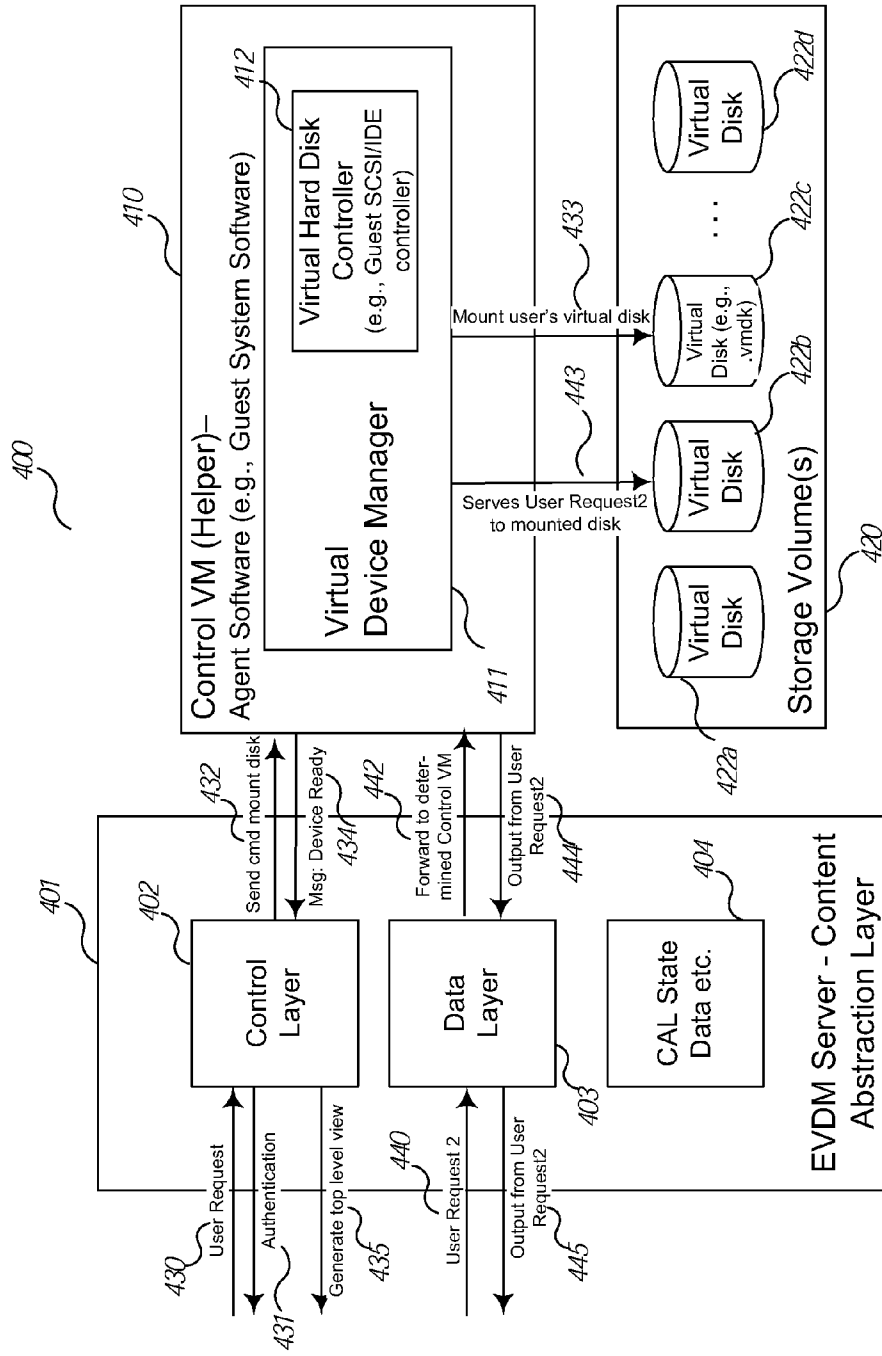 400
401
402
430
User Request
Authentication
431
Generate top level view
435
Control
Layer
432
Send cmd mount disk
Msg: Device Ready
434
440
User Request 2
Output from User
Request2
445
Data
Layer
403
442
Forward to deter-
mined Control VM
Output from User
Request2
444
CAL State
Data etc.
404
EVDM Server - Content
Abstraction Layer
410
Control VM (Helper)–
Agent Software (e.g., Guest System Software)
412
Virtual Hard Disk
Controller
(e.g., Guest SCSI/IDE
controller)
Virtual
Device Manager
411
443
Serves User Request2
to mounted disk
433
Mount user's virtual disk
Virtual
Disk
422a
Virtual
Disk
422b
Virtual
Disk (e.g.,
.vmdk)
422c
. . .
Virtual
Disk
422d
Storage Volume(s)
420